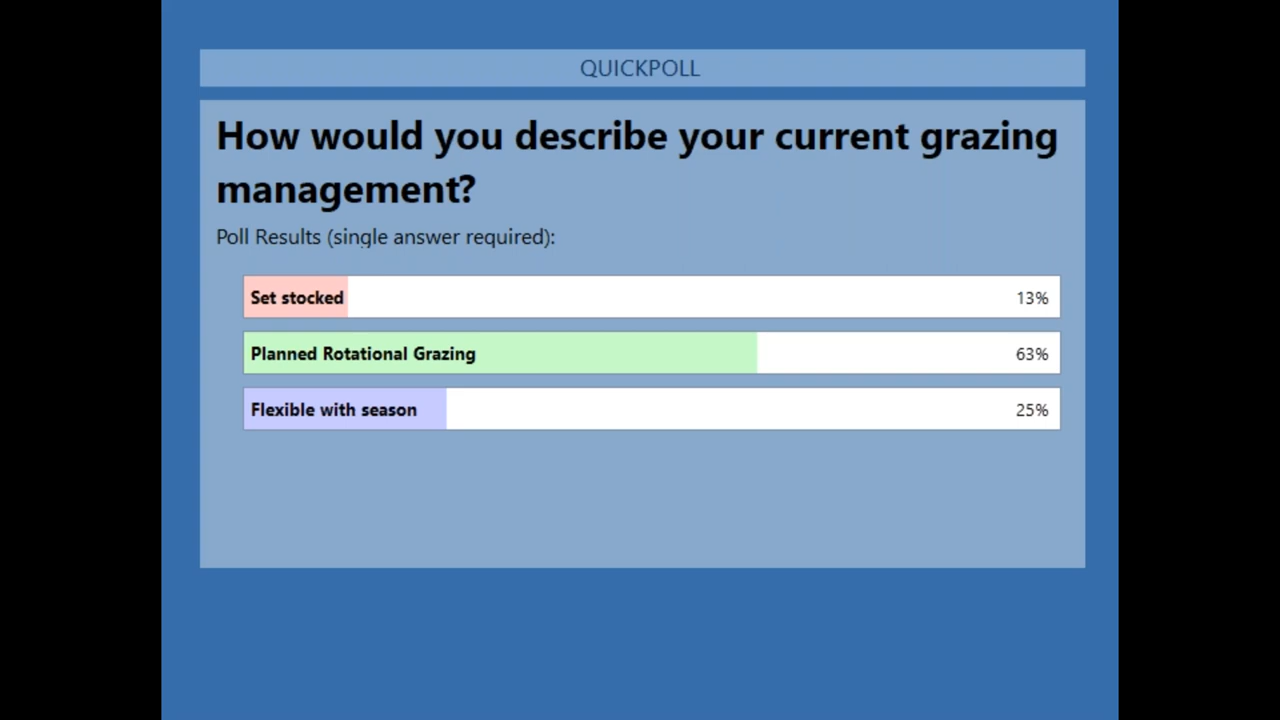 QUICKPOLL
How would you describe your current grazing
management?
Poll Results (single answer required):
Set stocked 13%
Planned Rotational Grazing 63%
Flexible with season 25%